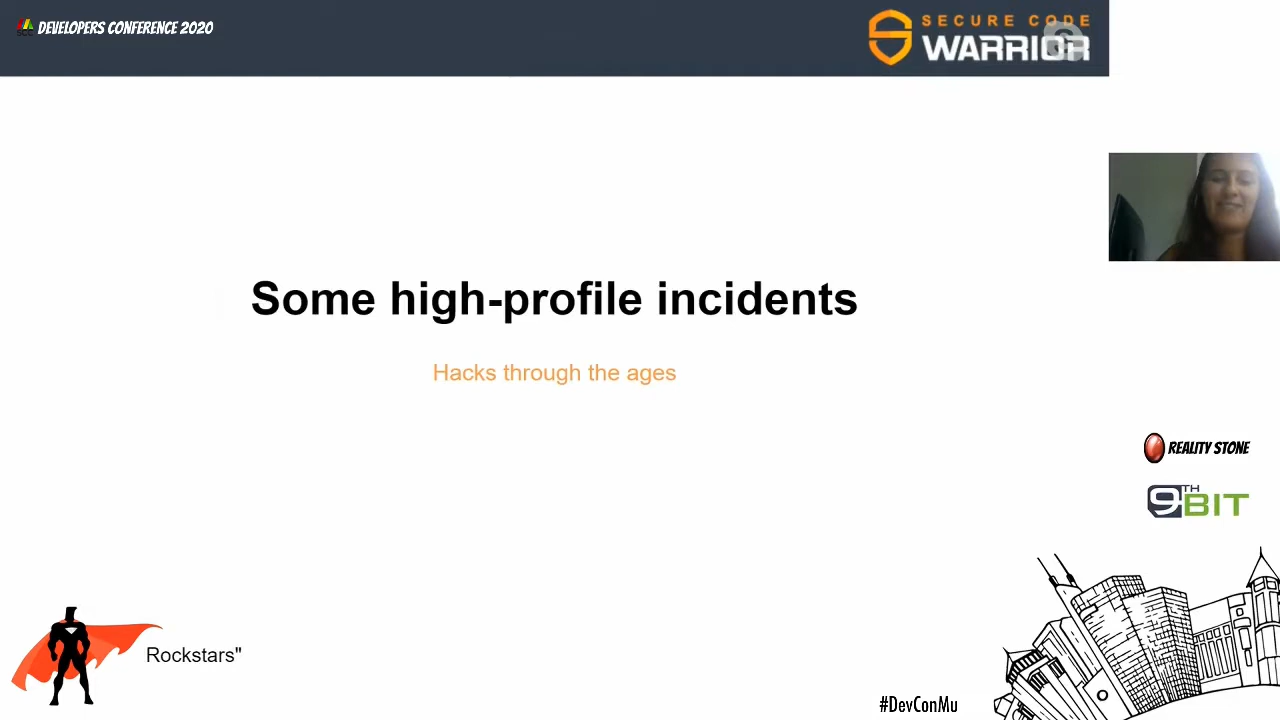 DEVELOPERS CONFERENCE 2020
SECURE CODE
WARRIOR
Some high-profile incidents
Hacks through the ages
REALITY STONE
9TH
BIT
Rockstars"
#DevConMu